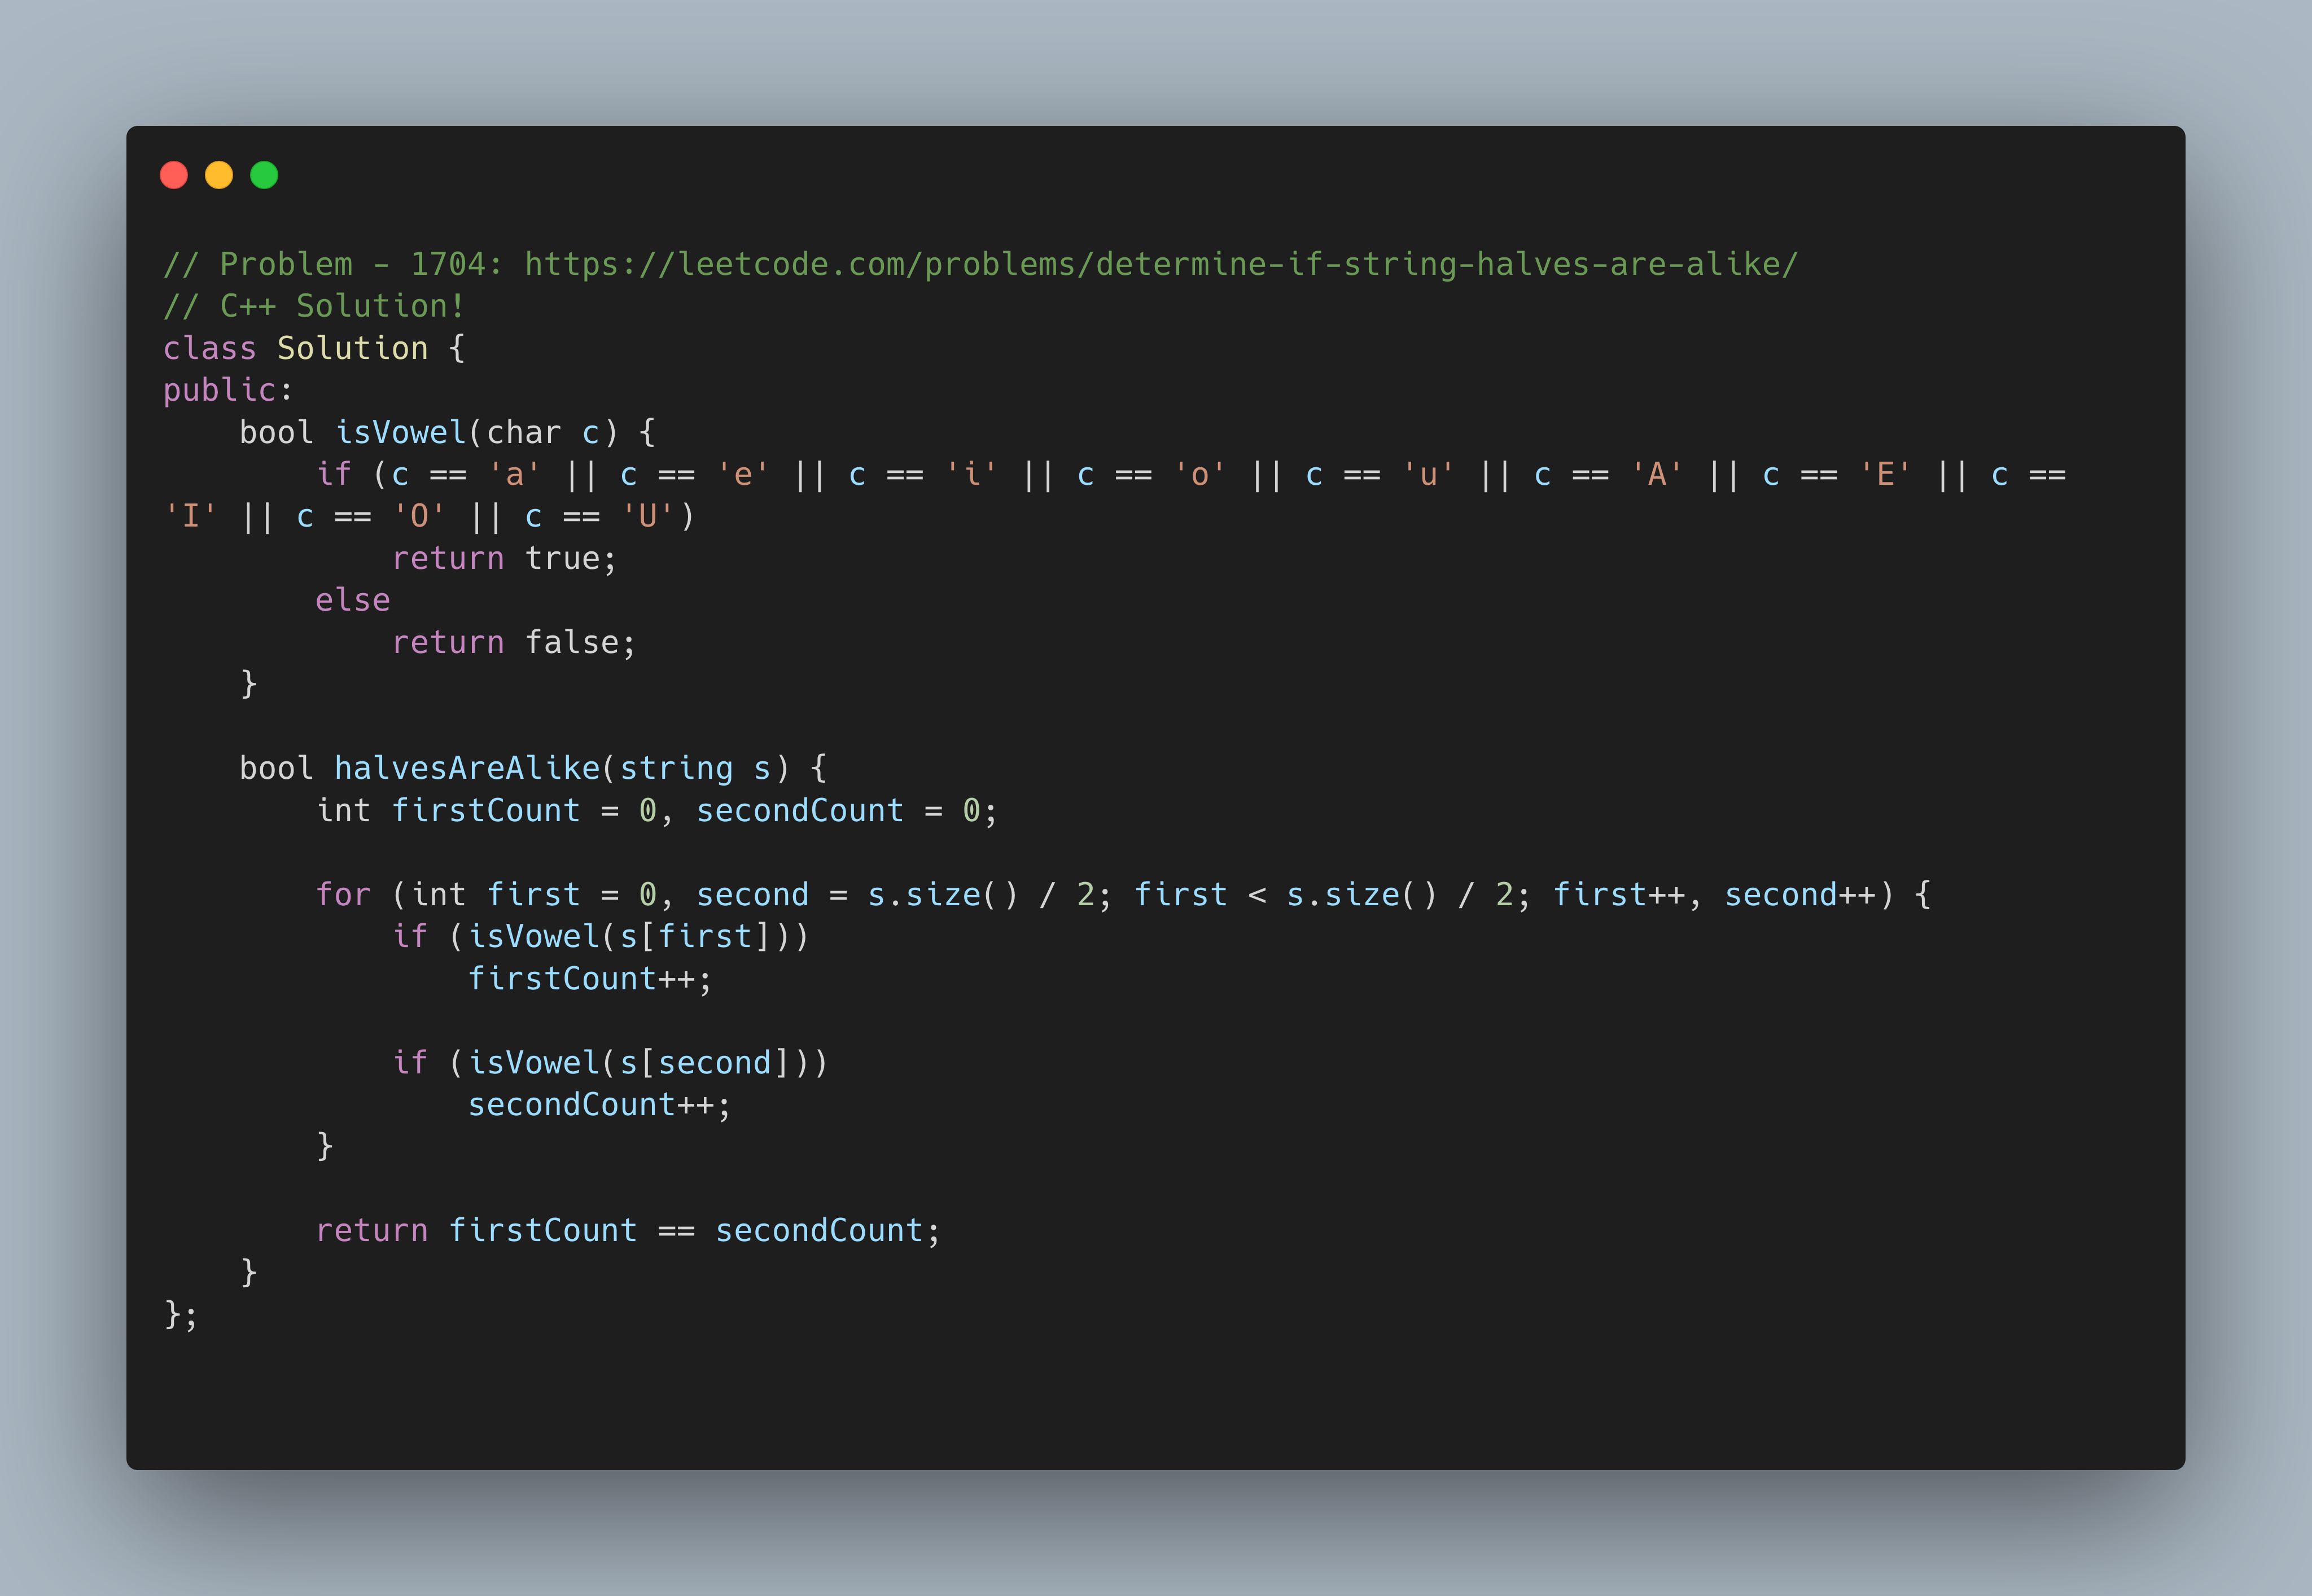 // Problem - 1704: https://leetcode.com/problems/determine-if-string-halves-are-alike/
// C++ Solution!
class Solution {
public:
    bool isVowel(char c) {
        if (c == 'a' || c == 'e' || c == 'i' || c == 'o' || c == 'u' || c == 'A' || c == 'E' || c ==
'I' || c == 'O' || c == 'U')
            return true;
        else
            return false;
    }

    bool halvesAreAlike(string s) {
        int firstCount = 0, secondCount = 0;

        for (int first = 0, second = s.size() / 2; first < s.size() / 2; first++, second++) {
            if (isVowel(s[first]))
                firstCount++;

            if (isVowel(s[second]))
                secondCount++;
        }

        return firstCount == secondCount;
    }
};